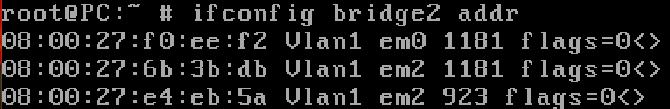 root@PC:~ # ifconfig bridge2 addr
08:00:27:f0:ee:f2 Vlan1 em0 1181 flags=0<>
08:00:27:6b:3b:db Vlan1 em2 1181 flags=0<>
08:00:27:e4:eb:5a Vlan1 em2 923 flags=0<>